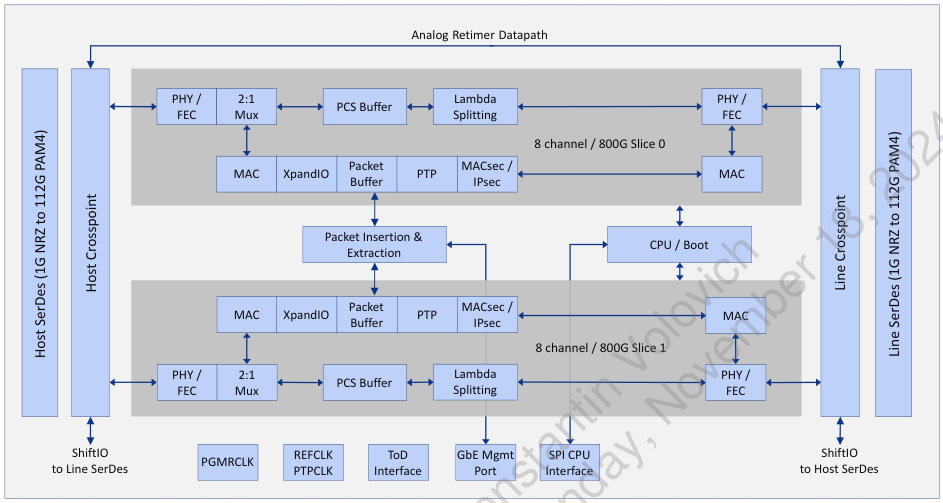 Analog Retimer Datapath
Host SerDes (1G NRZ to 112G PAM4)
Host Crosspoint
PHY /
FEC
2:1
Mux
PCS Buffer
Lambda
Splitting
PHY /
FEC
8 channel / 800G Slice 0
MAC
XpandIO
Packet
Buffer
PTP
MACsec /
IPsec
MAC
Line Crosspoint
Line SerDes (1G NRZ to 112G PAM4)
Packet Insertion &
Extraction
CPU / Boot
MAC
XpandIO
Packet
Buffer
PTP
MACsec /
IPsec
MAC
8 channel / 800G Slice 1
PHY /
FEC
2:1
Mux
PCS Buffer
Lambda
Splitting
PHY /
FEC
ShiftIO
to Line SerDes
PGMRCLK
REFCLK
PTPCLK
ToD
Interface
GbE Mgmt
Port
SPI CPU
Interface
ShiftIO
to Host SerDes
Volovich
November 18, 2024